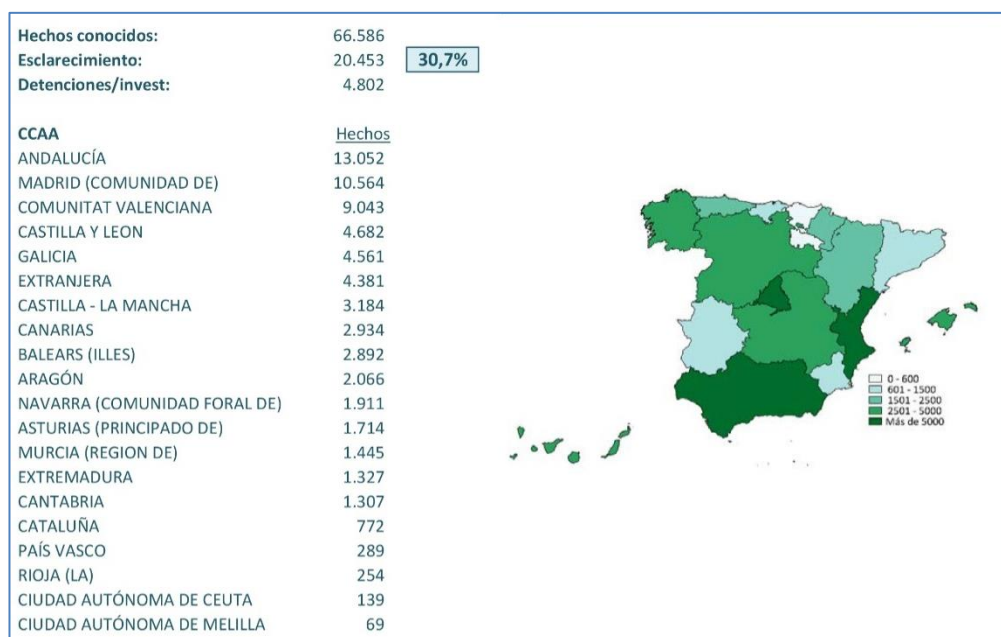 Hechos conocidos: 66.586
Esclarecimiento: 20.453 30,7%
Detenciones/invest: 4.802
CCAA Hechos
ANDALUCÍA 13.052
MADRID (COMUNIDAD DE) 10.564
COMUNITAT VALENCIANA 9.043
CASTILLA Y LEON 4.682
GALICIA 4.561
EXTRANJERA 4.381
CASTILLA - LA MANCHA 3.184
CANARIAS 2.934
BALEARS (ILLES) 2.892
ARAGÓN 2.066
NAVARRA (COMUNIDAD FORAL DE) 1.911
ASTURIAS (PRINCIPADO DE) 1.714
MURCIA (REGION DE) 1.445
EXTREMADURA 1.327
CANTABRIA 1.307
CATALUÑA 772
PAÍS VASCO 289
RIOJA (LA) 254
CIUDAD AUTÓNOMA DE CEUTA 139
CIUDAD AUTÓNOMA DE MELILLA 69
0 - 600
601 - 1500
1501 - 2500
2501 - 5000
Más de 5000